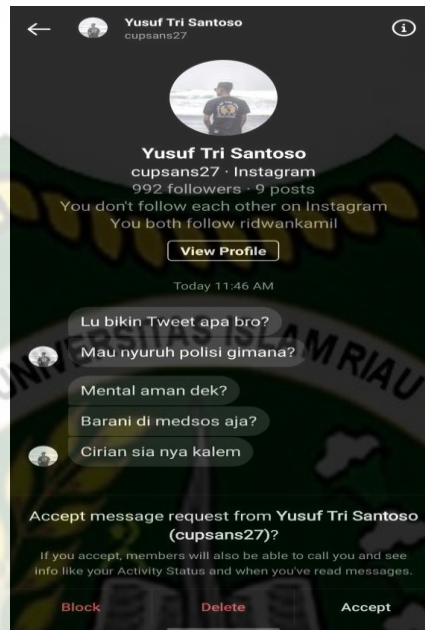 Yusuf Tri Santoso
cupsans27
Yusuf Tri Santoso
cupsans27 · Instagram
992 followers · 9 posts
You don't follow each other on Instagram
You both follow ridwankamil
View Profile
Today 11:46 AM
Lu bikin Tweet apa bro?
Mau nyuruh polisi gimana?
Mental aman dek?
Barani di medsos aja?
Cirian sia nya kalem
UNIVERSITAS ISLAM RIAU
Accept message request from Yusuf Tri Santoso
(cupsans27)?
If you accept, members will also be able to call you and see
info like your Activity Status and when you've read messages.
Block
Delete
Accept